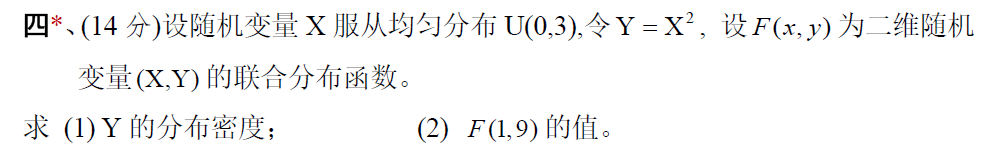 四*、(14 分)设随机变量 X 服从均匀分布 U(0,3),令 Y = X², 设 F(x, y) 为二维随机
变量(X,Y) 的联合分布函数。
求 (1) Y 的分布密度; (2) F(1,9) 的值。